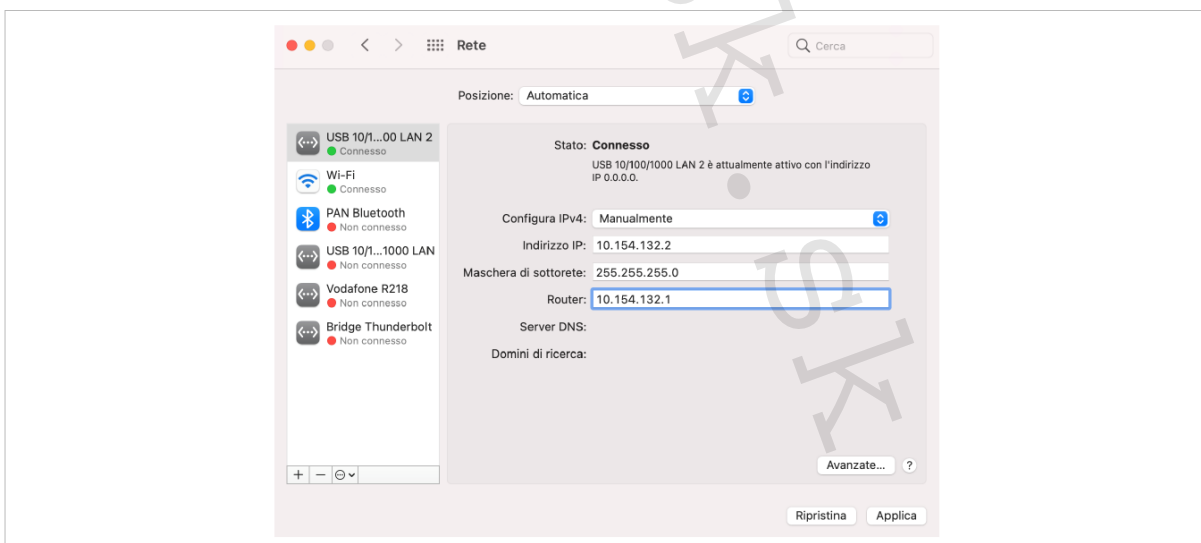 Rete
Cerca
Posizione: Automatica
USB 10/1...00 LAN 2
Connesso
Wi-Fi
Connesso
PAN Bluetooth
Non connesso
USB 10/1...1000 LAN
Non connesso
Vodafone R218
Non connesso
Bridge Thunderbolt
Non connesso
Stato: Connesso
USB 10/100/1000 LAN 2 è attualmente attivo con l'indirizzo
IP 0.0.0.0.
Configura IPv4: Manualmente
Indirizzo IP: 10.154.132.2
Maschera di sottorete: 255.255.255.0
Router: 10.154.132.1
Server DNS:
Domini di ricerca:
Avanzate... ?
Ripristina Applica
k.sk